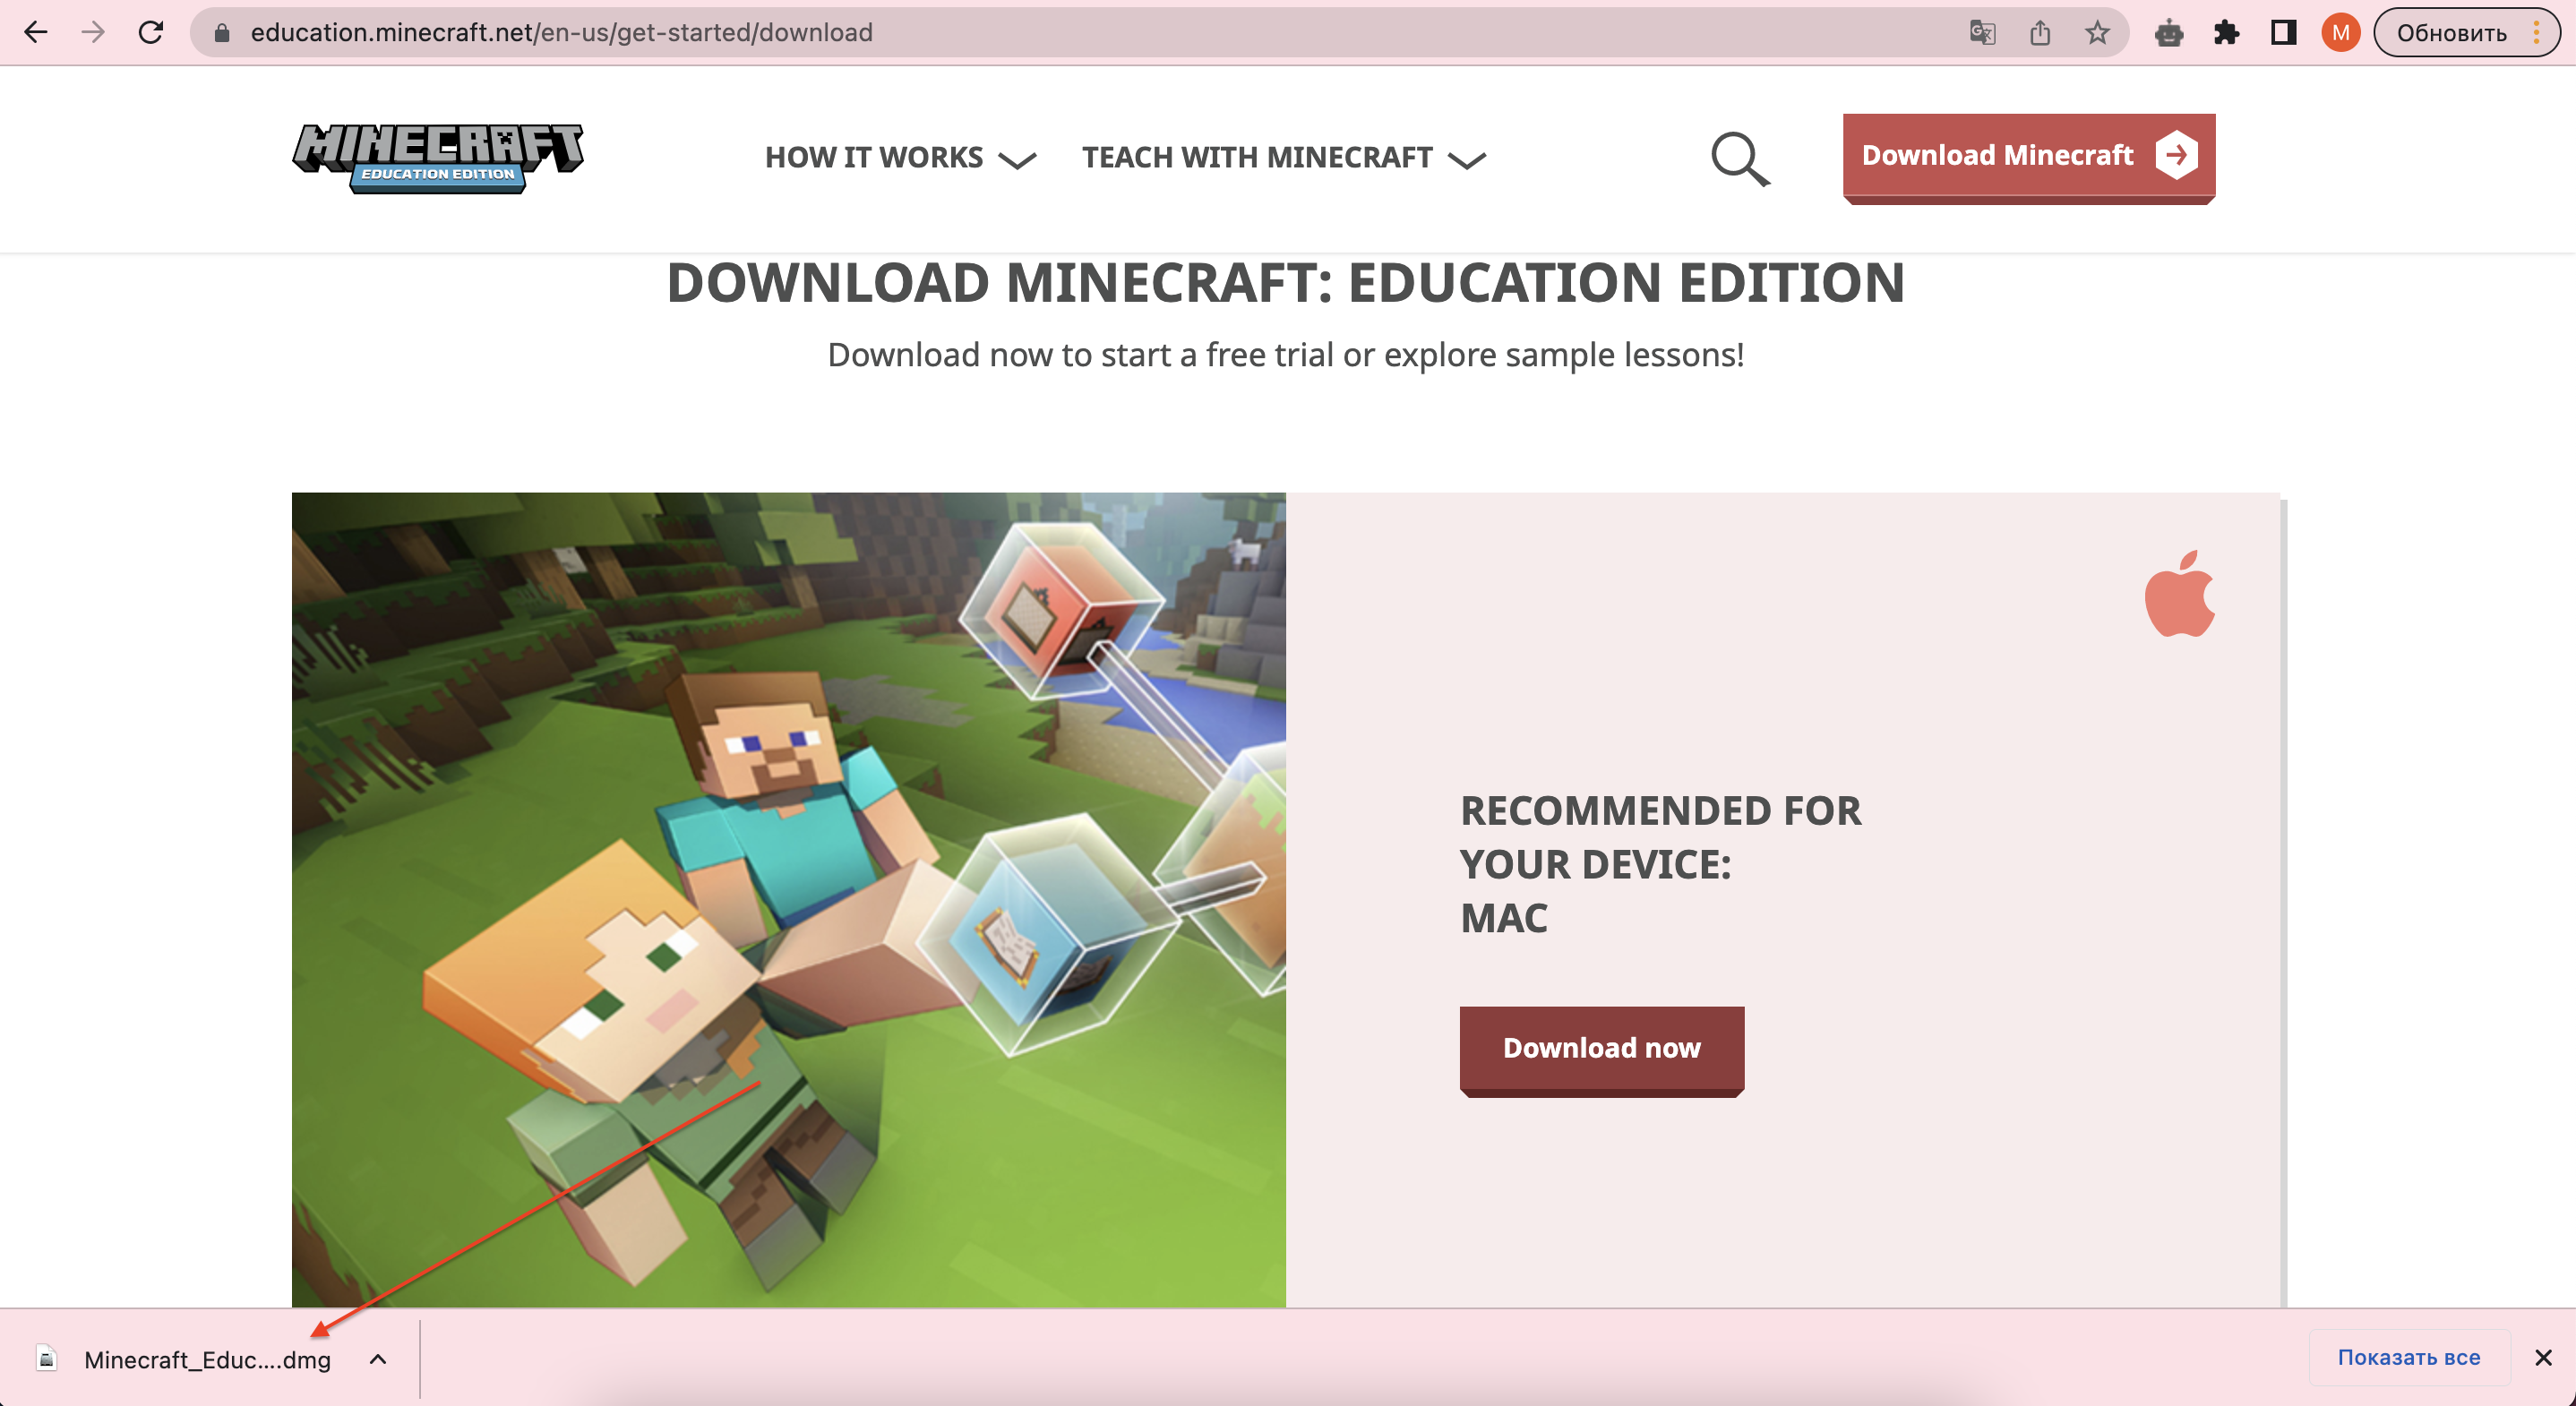 education.minecraft.net/en-us/get-started/download
M
Обновить
MINECRAFT
EDUCATION EDITION
HOW IT WORKS
TEACH WITH MINECRAFT
Download Minecraft
DOWNLOAD MINECRAFT: EDUCATION EDITION
Download now to start a free trial or explore sample lessons!
RECOMMENDED FOR
YOUR DEVICE:
MAC
Download now
Minecraft_Educ....dmg
Показать все